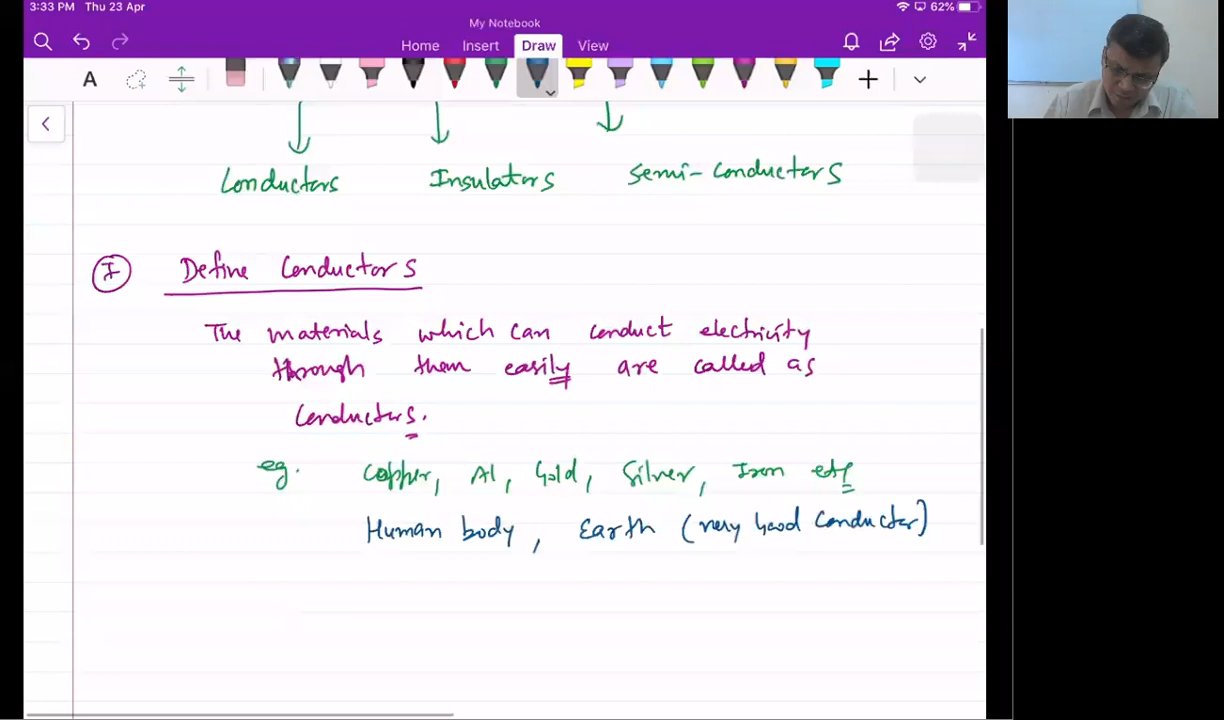 3:33 PM Thu 23 Apr
62%
My Notebook
Home Insert Draw View
A
Conductors Insulators Semi-conductors
I Define Conductors
The materials which can conduct electricity
through them easily are called as
Conductors.
eg. Copper, Al, Gold, Silver, Iron etc
Human body, Earth (very Good Conductor)